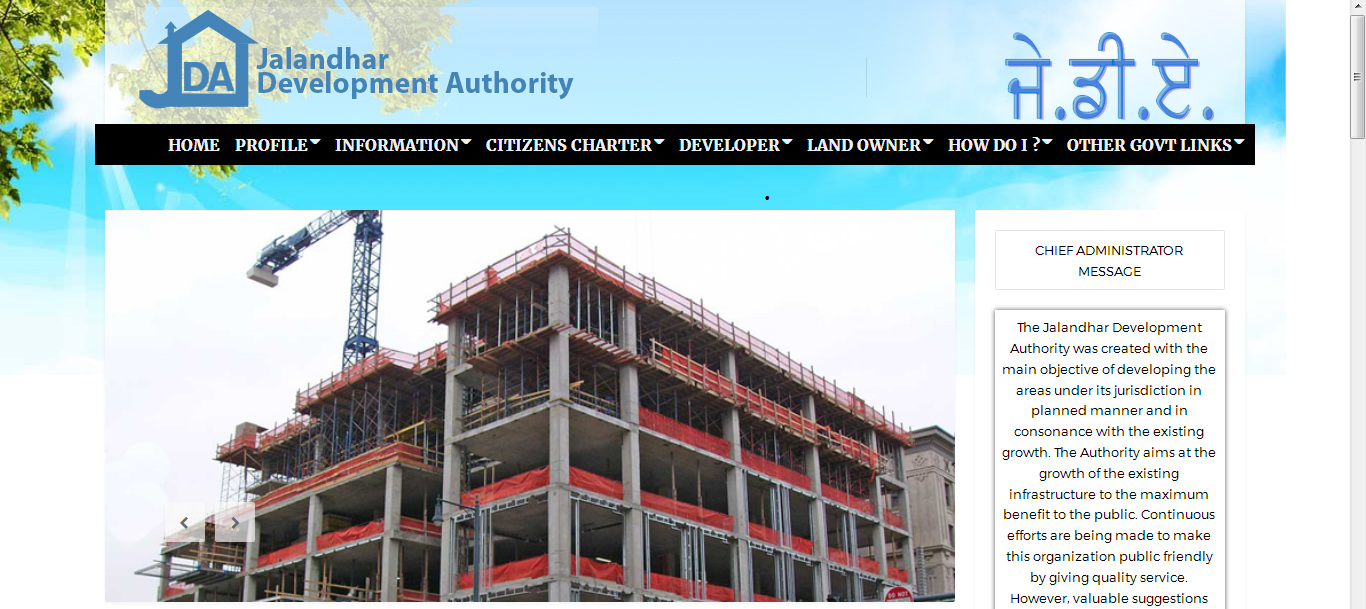 DA
Jalandhar
Development Authority
ਜੇ.ਡੀ.ਏ.
HOME PROFILE INFORMATION CITIZENS CHARTER DEVELOPER LAND OWNER HOW DO I ? OTHER GOVT LINKS
CHIEF ADMINISTRATOR
MESSAGE
The Jalandhar Development
Authority was created with the
main objective of developing the
areas under its jurisdiction in
planned manner and in
consonance with the existing
growth. The Authority aims at the
growth of the existing
infrastructure to the maximum
benefit to the public. Continuous
efforts are being made to make
this organization public friendly
by giving quality service.
However, valuable suggestions
DO NOT